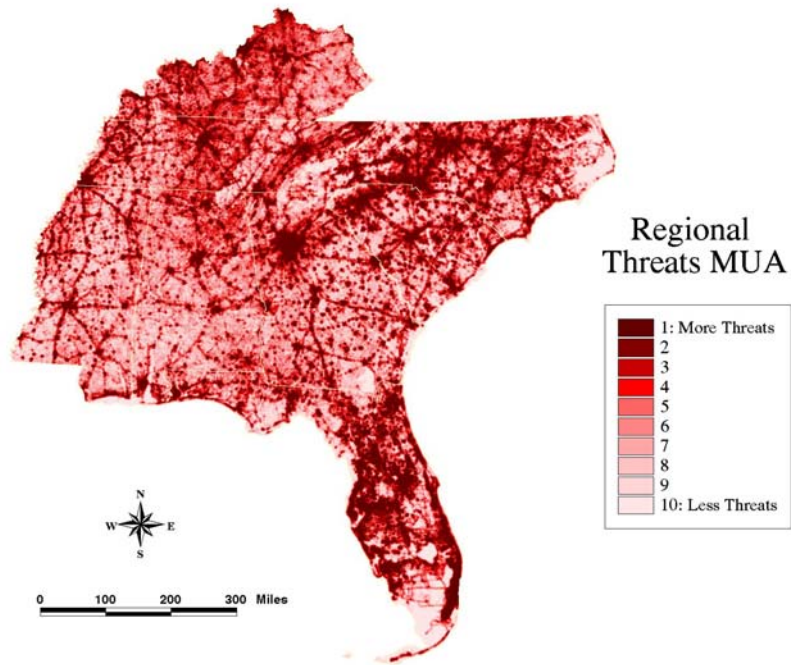 Regional
Threats MUA
1: More Threats
2
3
4
5
6
7
8
9
10: Less Threats
N
W E
S
0 100 200 300 Miles